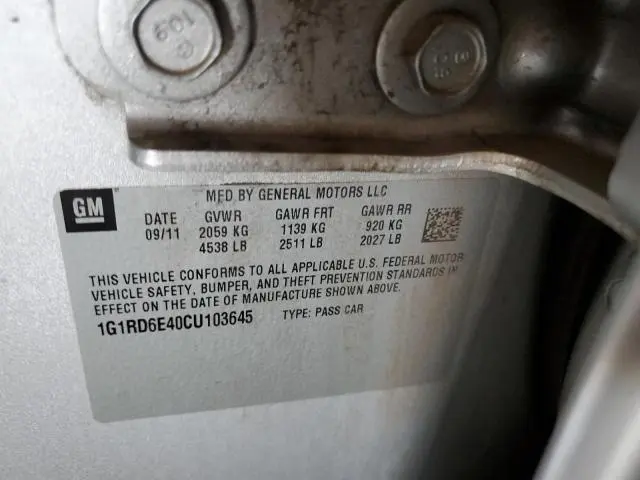 10.9
GM
MFD BY GENERAL MOTORS LLC
DATE GVWR GAWR FRT GAWR RR
09/11 2059 KG 1139 KG 920 KG
4538 LB 2511 LB 2027 LB
THIS VEHICLE CONFORMS TO ALL APPLICABLE U.S. FEDERAL MOTOR
VEHICLE SAFETY, BUMPER, AND THEFT PREVENTION STANDARDS IN
EFFECT ON THE DATE OF MANUFACTURE SHOWN ABOVE.
1G1RD6E40CU103645 TYPE: PASS CAR